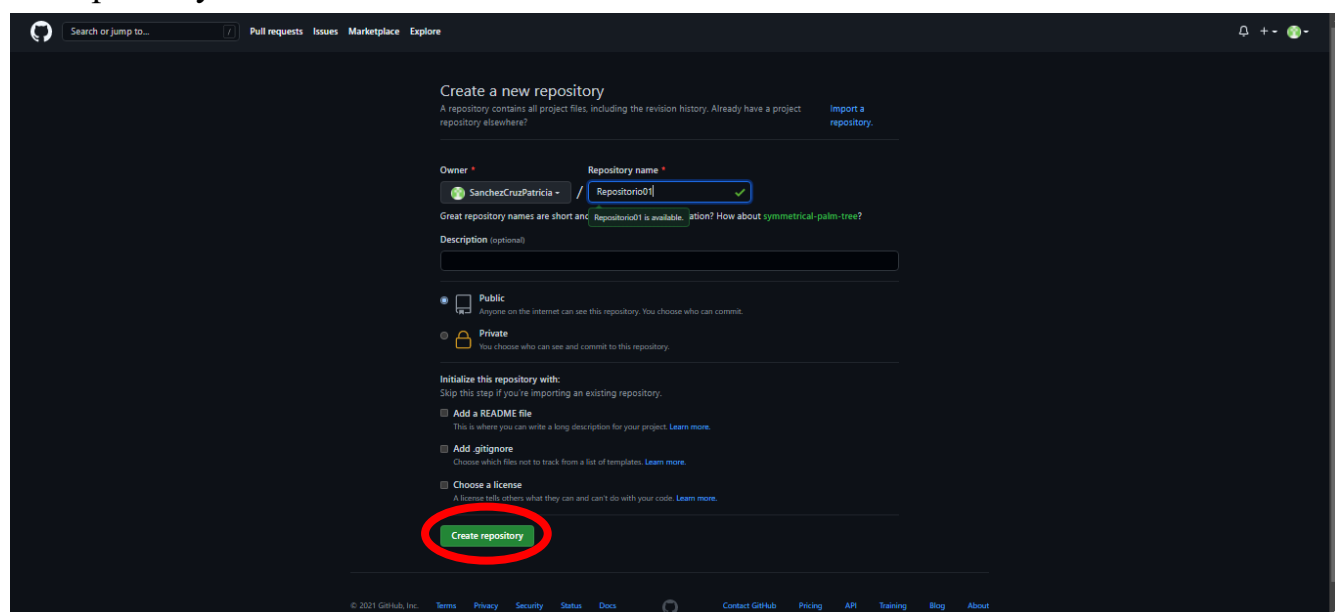 Search or jump to... /
Pull requests Issues Marketplace Explore
Create a new repository
A repository contains all project files, including the revision history. Already have a project repository elsewhere? Import a repository.
Owner *
Repository name *
SanchezCruzPatricia / Repositorio01
Great repository names are short and ation? How about symmetrical-palm-tree?
Repositorio01 is available.
Description (optional)
Public
Anyone on the internet can see this repository. You choose who can commit.
Private
You choose who can see and commit to this repository.
Initialize this repository with:
Skip this step if you're importing an existing repository.
Add a README file
This is where you can write a long description for your project. Learn more.
Add .gitignore
Choose which files not to track from a list of templates. Learn more.
Choose a license
A license tells others what they can and can't do with your code. Learn more.
Create repository
© 2021 GitHub, Inc. Terms Privacy Security Status Docs Contact GitHub Pricing API Training Blog About